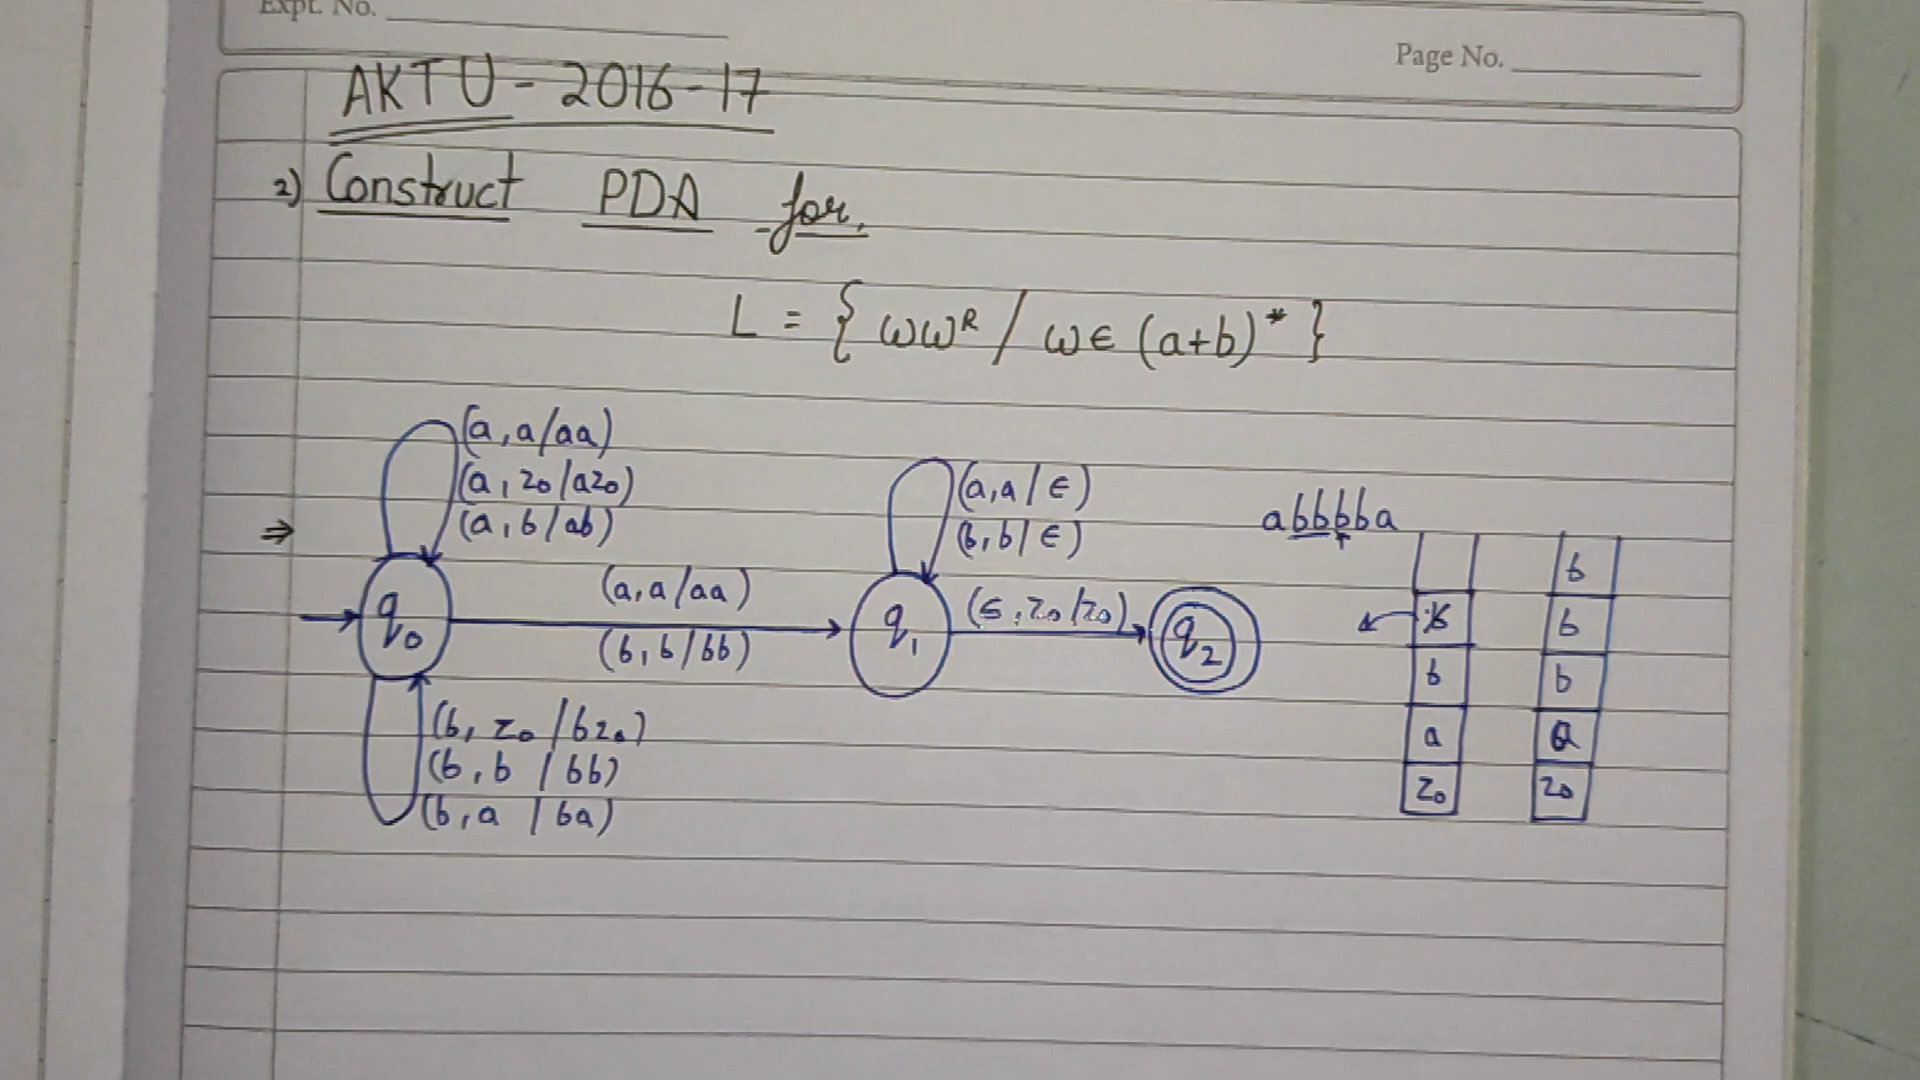 Expt. No.
Page No.
AKTU - 2016-17
2) Construct PDA for.
L = { ωω^R / ω ∈ (a+b)* }
(a, a/aa)
(a, z₀/az₀)
(a, b/ab)
⇒
q₀
(a, a/aa)
(b, b/bb)
(b, z₀/bz₀)
(b, b/bb)
(b, a/ba)
(a, a/ϵ)
(b, b/ϵ)
q₁
(ϵ, z₀/z₀)
q₂
abbbba
b
b
a
z₀
b
b
b
a
z₀